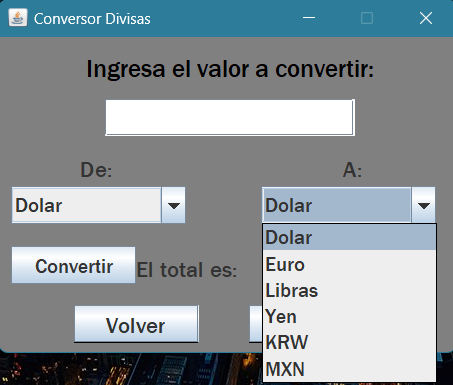 Conversor Divisas
Ingresa el valor a convertir:
De: A:
Dolar Dolar
Dolar
Euro
Libras
Yen
KRW
MXN
Convertir El total es:
Volver